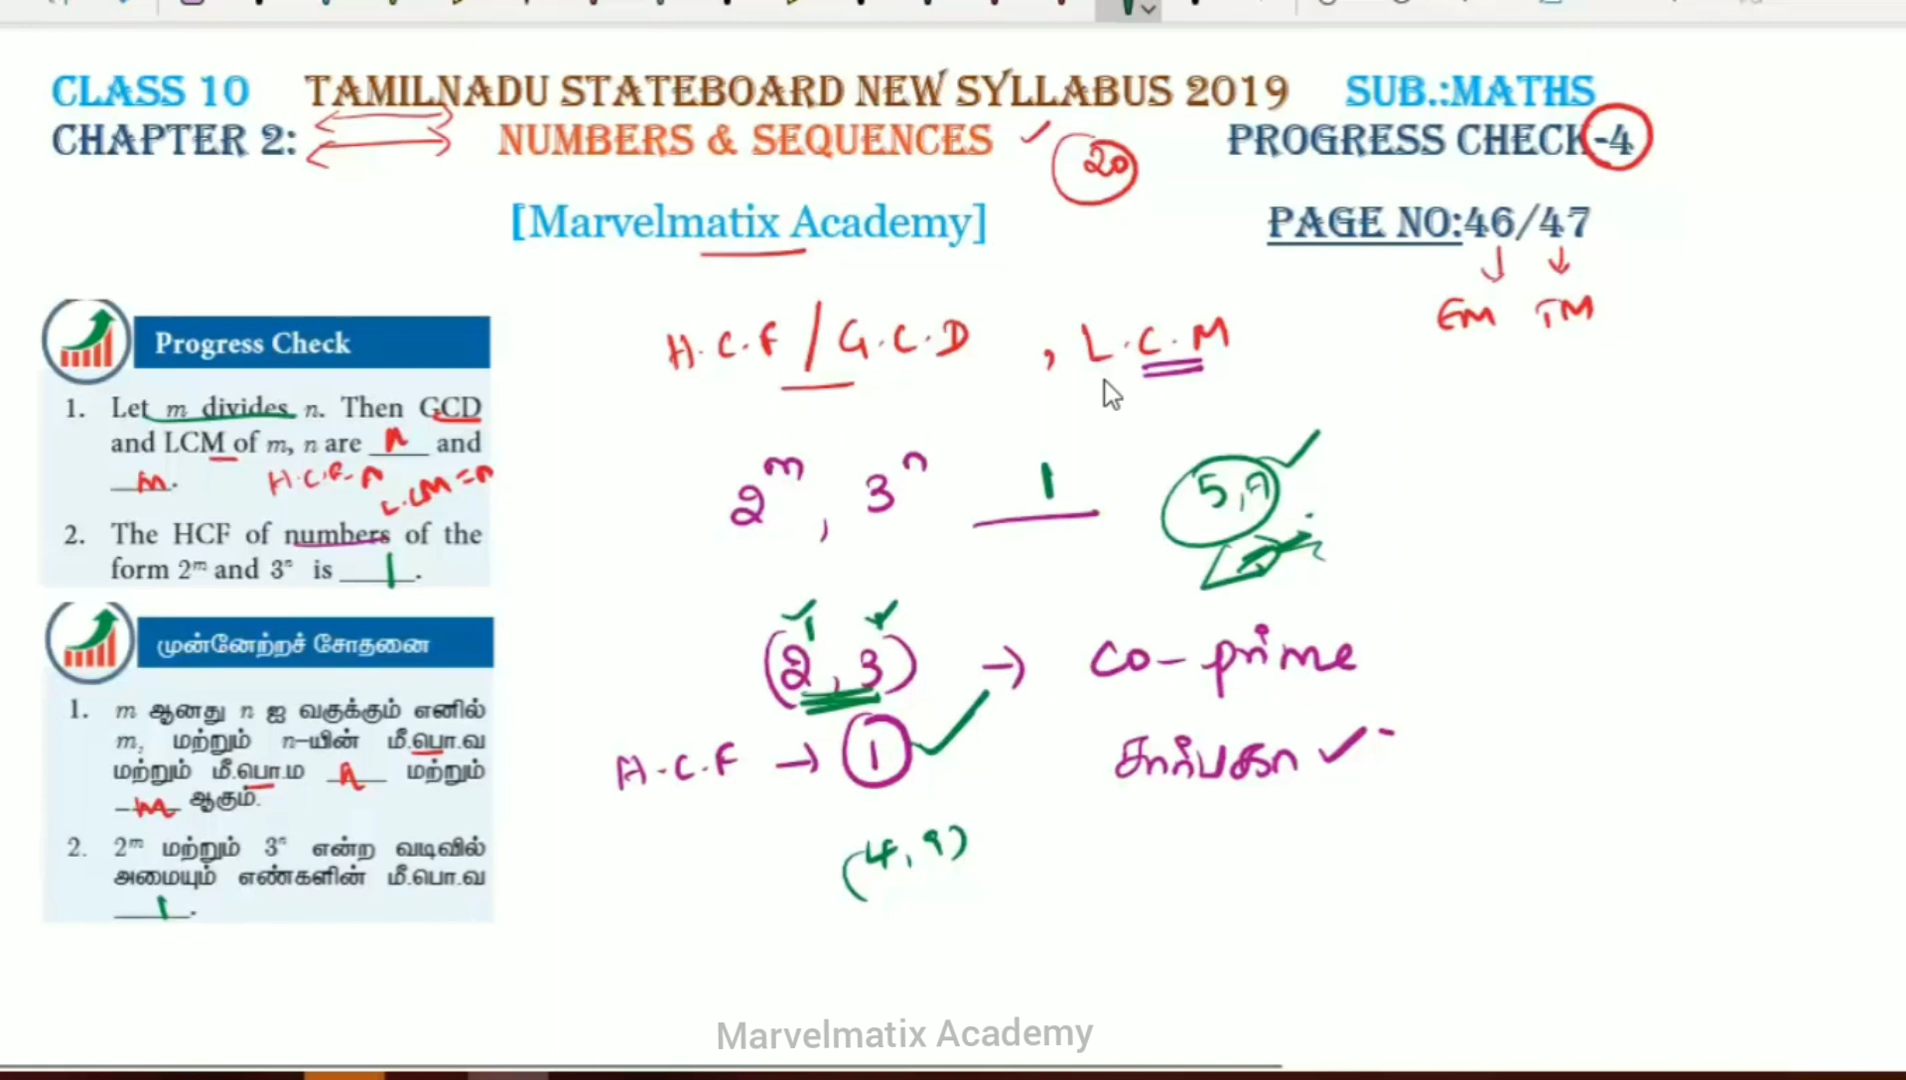 CLASS 10 TAMILNADU STATEBOARD NEW SYLLABUS 2019 SUB.:MATHS
CHAPTER 2: NUMBERS & SEQUENCES 20 PROGRESS CHECK-4
[Marvelmatix Academy] PAGE NO:46/47
EM TM
H.C.F / G.C.D , L.C.M
Progress Check
1. Let m divides n. Then GCD
and LCM of m, n are n and
m.
H.C.F
LCM = n
2. The HCF of numbers of the
form 2ᵐ and 3ⁿ is 1.
2ᵐ , 3ⁿ 1
(2, 3) → co-prime
H.C.F → 1
சார்பகா
(4, 9)
முன்னேற்றச் சோதனை
1. m ஆனது n ஐ வகுக்கும் எனில்
m, மற்றும் n-யின் மீ.பொ.வ
மற்றும் மீ.பொ.ம n மற்றும்
m ஆகும்.
2. 2ᵐ மற்றும் 3ⁿ என்ற வடிவில்
அமையும் எண்களின் மீ.பொ.வ
1.
Marvelmatix Academy